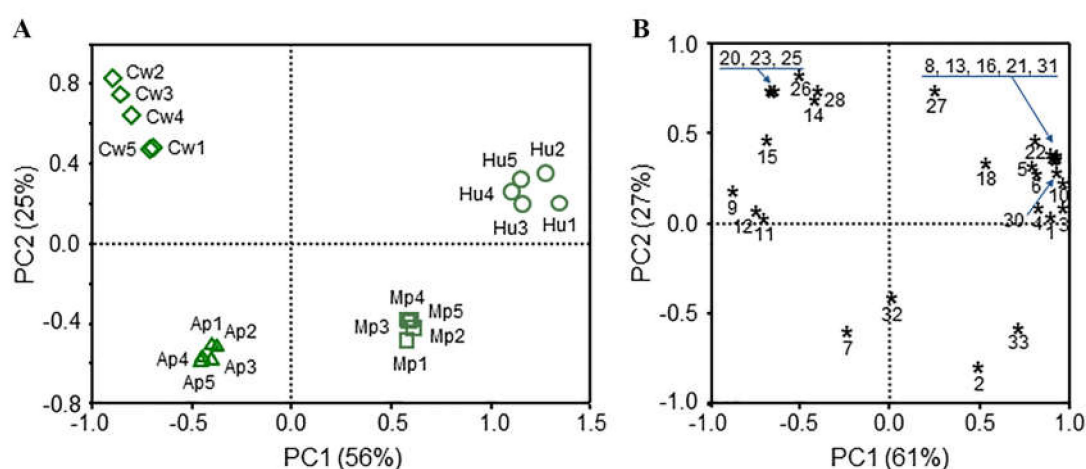 A
PC2 (25%)
0.8
0.4
0.0
-0.4
-0.8
Cw2
Cw3
Cw4
Cw5 Cw1
Hu5 Hu2
Hu4
Hu3 Hu1
Mp4
Mp5
Mp3
Mp2
Mp1
Ap1
Ap2
Ap4
Ap3
Ap5
-1.0 -0.5 0.0 0.5 1.0 1.5
PC1 (56%)
B
PC2 (27%)
1.0
0.5
0.0
-0.5
-1.0
20, 23, 25
8, 13, 16, 21, 31
26
28
14
27
15
22
18
5
6
10
9
12 11
30
4 1 3
32
7
33
2
-1.0 -0.5 0.0 0.5 1.0
PC1 (61%)